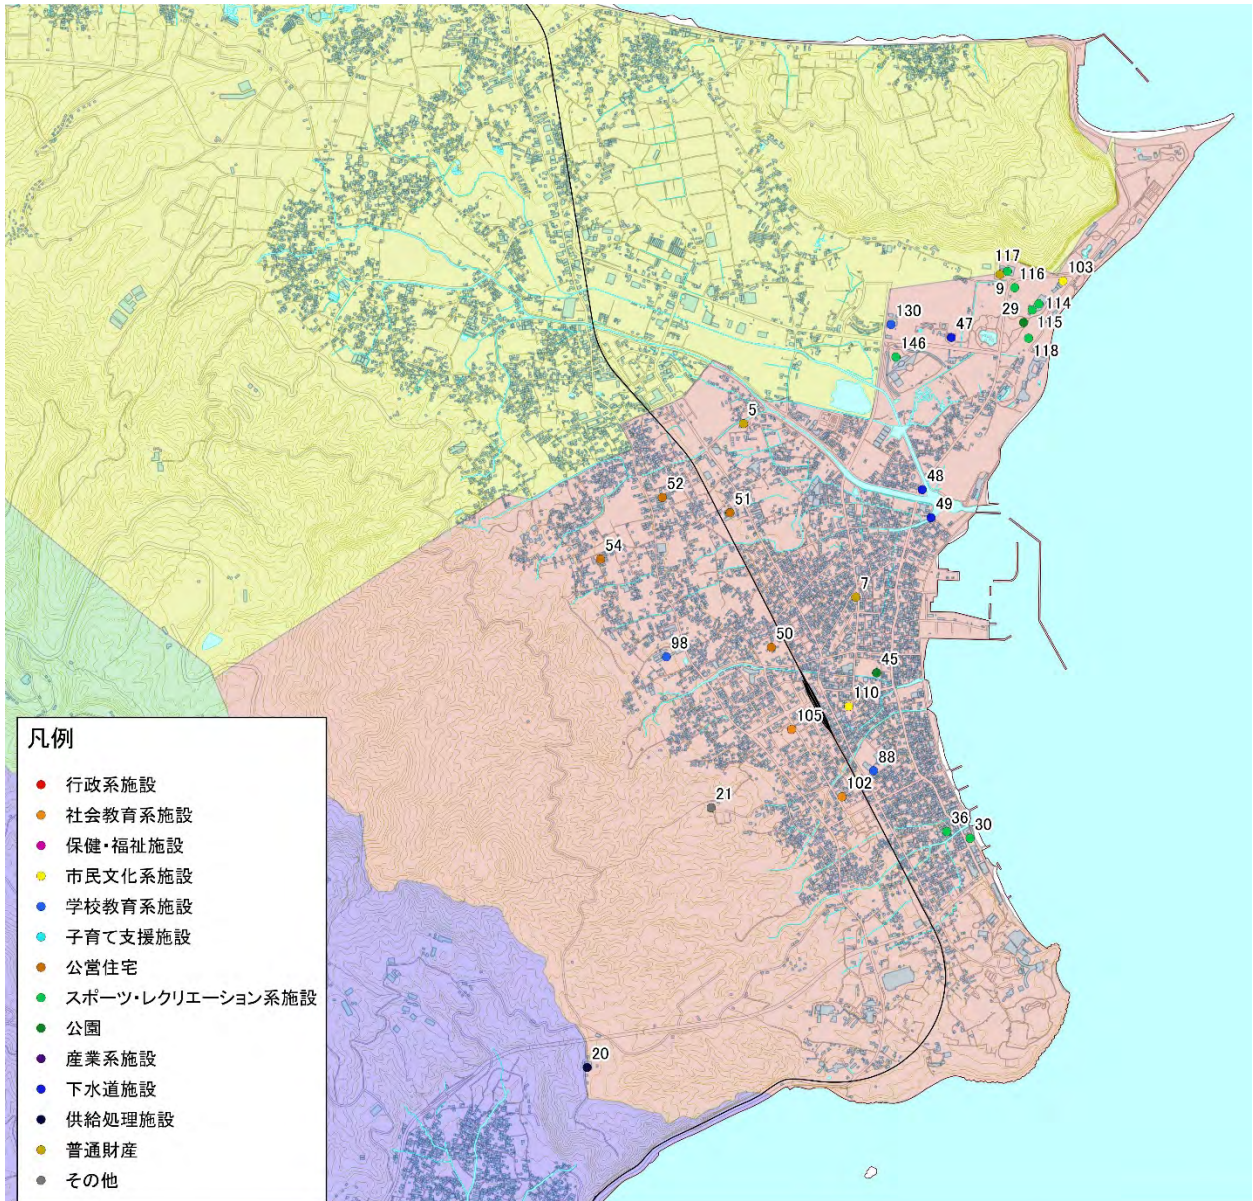 117
116
103
9
29
114
130
47
115
146
118
5
48
52
51
49
54
7
50
98
45
110
105
88
102
21
36
30
20
凡例
行政系施設
社会教育系施設
保健・福祉施設
市民文化系施設
学校教育系施設
子育て支援施設
公営住宅
スポーツ・レクリエーション系施設
公園
産業系施設
下水道施設
供給処理施設
普通財産
その他